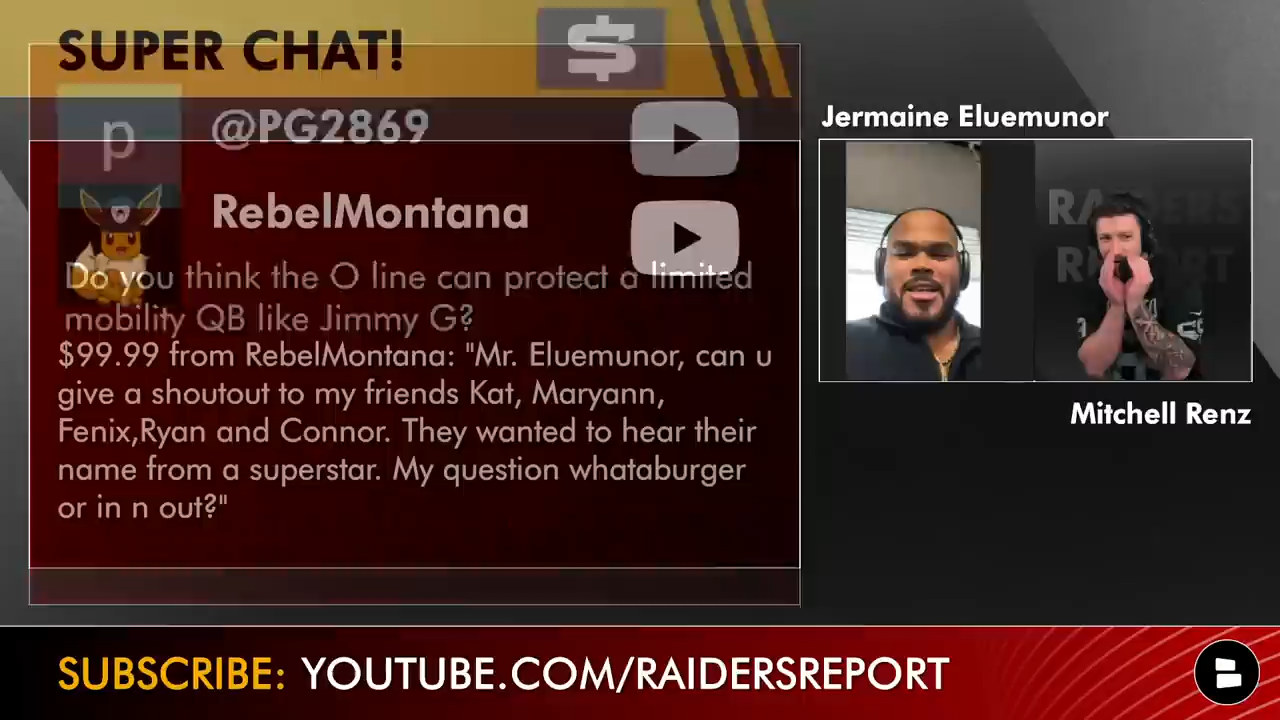 SUPER CHAT!
$
p
@PG2869
RebelMontana
Do you think the O line can protect a limited
mobility QB like Jimmy G?
$99.99 from RebelMontana: "Mr. Eluemunor, can u
give a shoutout to my friends Kat, Maryann,
Fenix,Ryan and Connor. They wanted to hear their
name from a superstar. My question whataburger
or in n out?"
Jermaine Eluemunor
RAIDERS
REPORT
Mitchell Renz
SUBSCRIBE: YOUTUBE.COM/RAIDERSREPORT